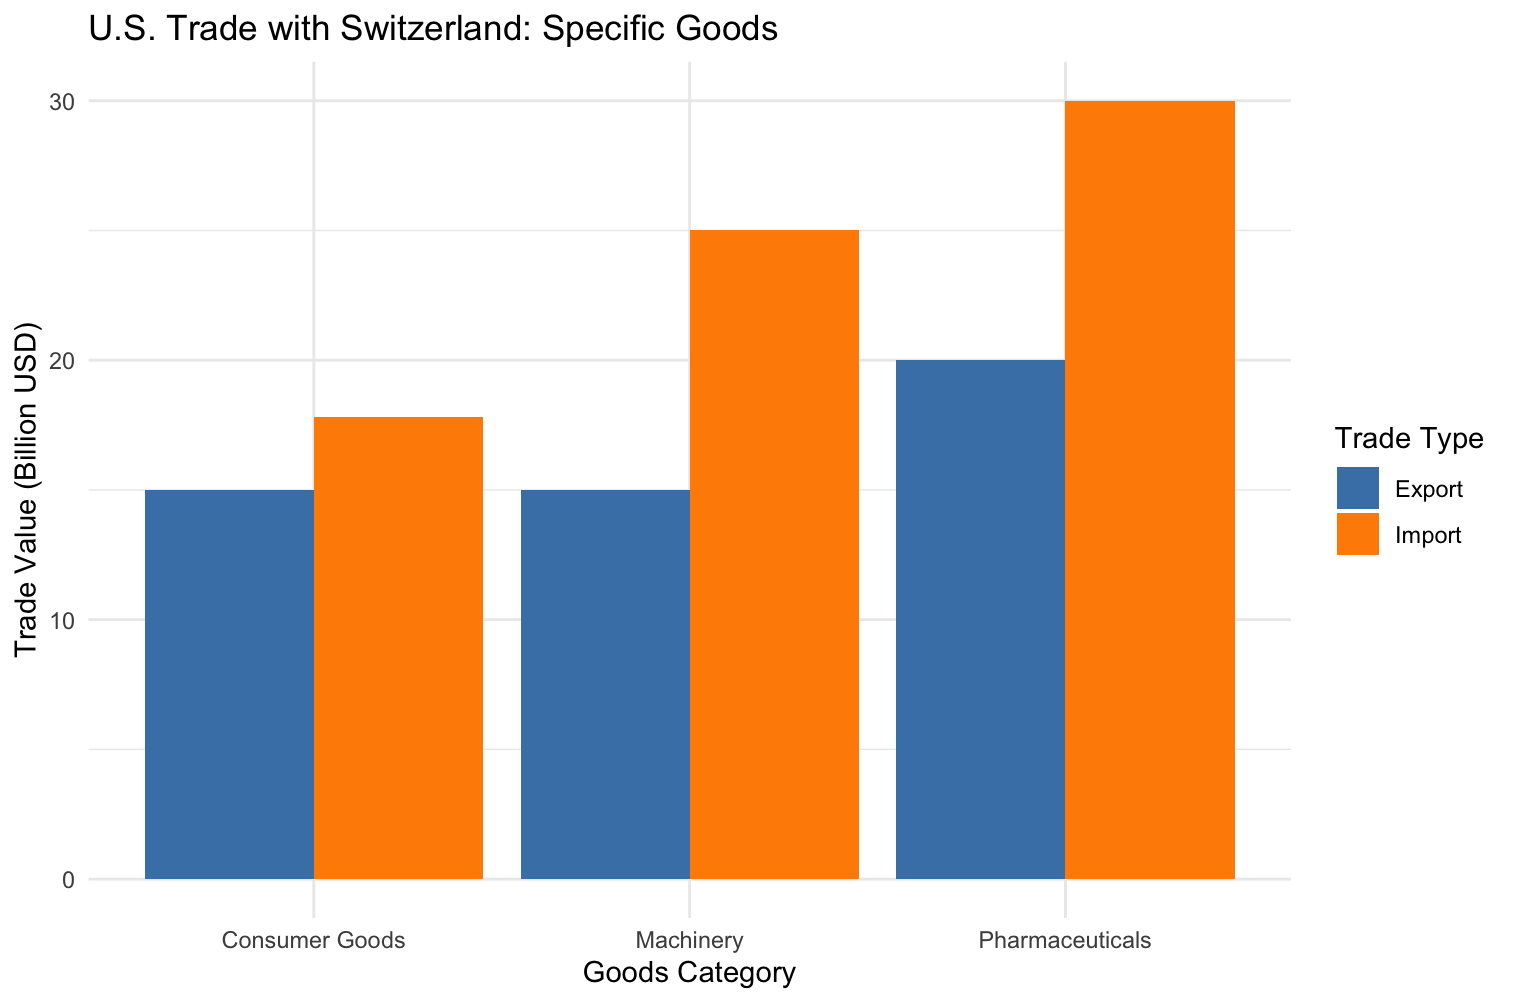 U.S. Trade with Switzerland: Specific Goods
Trade Value (Billion USD)
30
20
10
0
Consumer Goods
Machinery
Pharmaceuticals
Goods Category
Trade Type
Export
Import